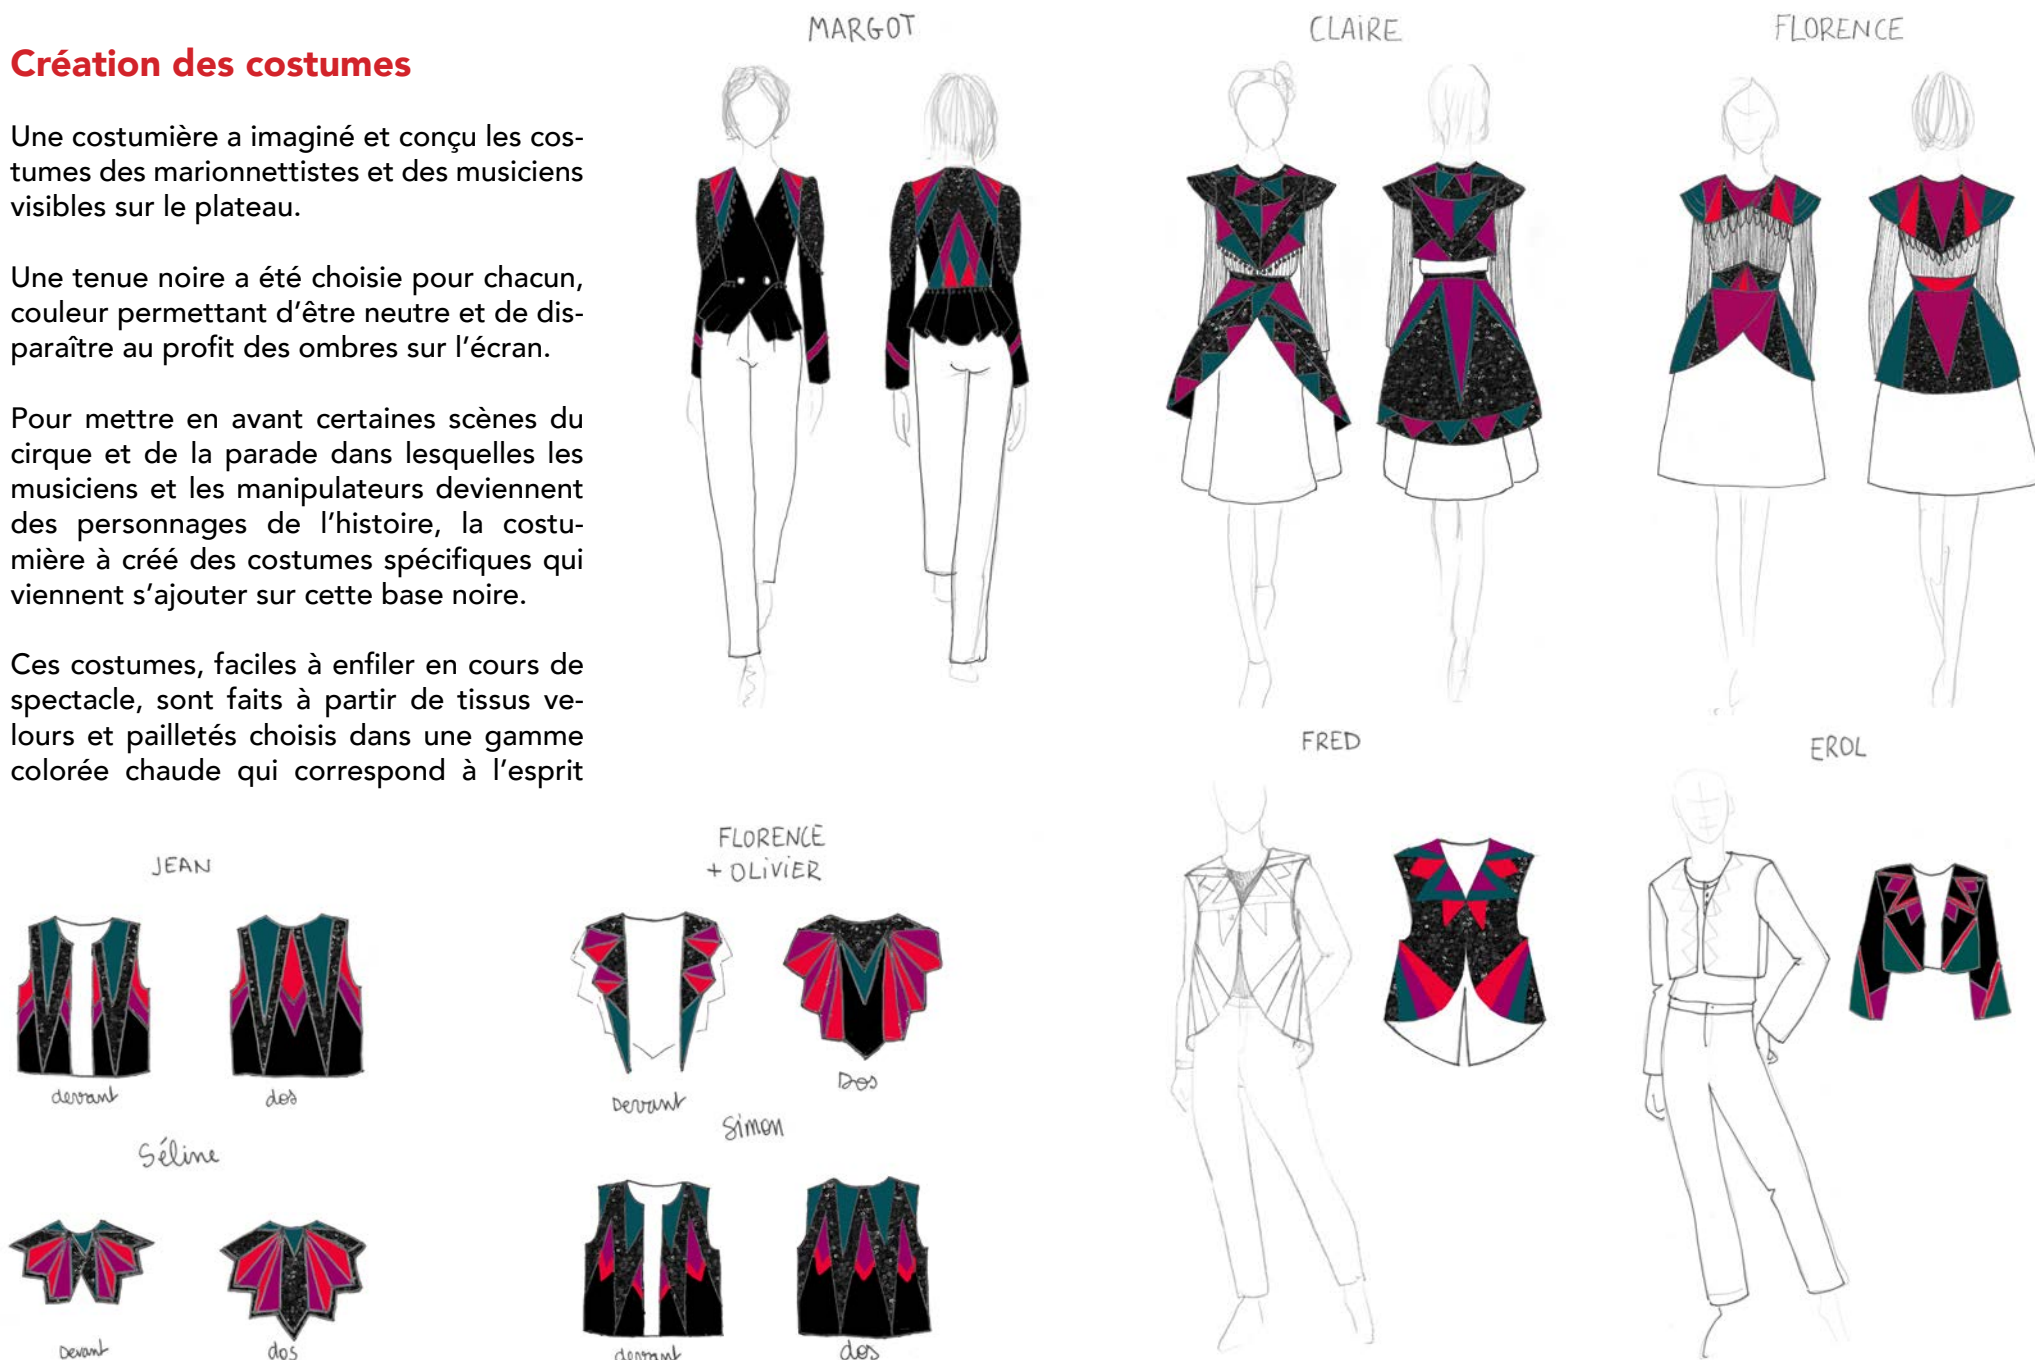 Création des costumes
Une costumière a imaginé et conçu les cos-
tumes des marionnettistes et des musiciens
visibles sur le plateau.
Une tenue noire a été choisie pour chacun,
couleur permettant d'être neutre et de dis-
paraître au profit des ombres sur l'écran.
Pour mettre en avant certaines scènes du
cirque et de la parade dans lesquelles les
musiciens et les manipulateurs deviennent
des personnages de l'histoire, la costu-
mière à créé des costumes spécifiques qui
viennent s'ajouter sur cette base noire.
Ces costumes, faciles à enfiler en cours de
spectacle, sont faits à partir de tissus ve-
lours et pailletés choisis dans une gamme
colorée chaude qui correspond à l'esprit
MARGOT
CLAIRE
FLORENCE
FRED
EROL
JEAN
devant
dos
FLORENCE
+ OLIVIER
Devant
Dos
Séline
Devant
dos
Simon
devant
dos